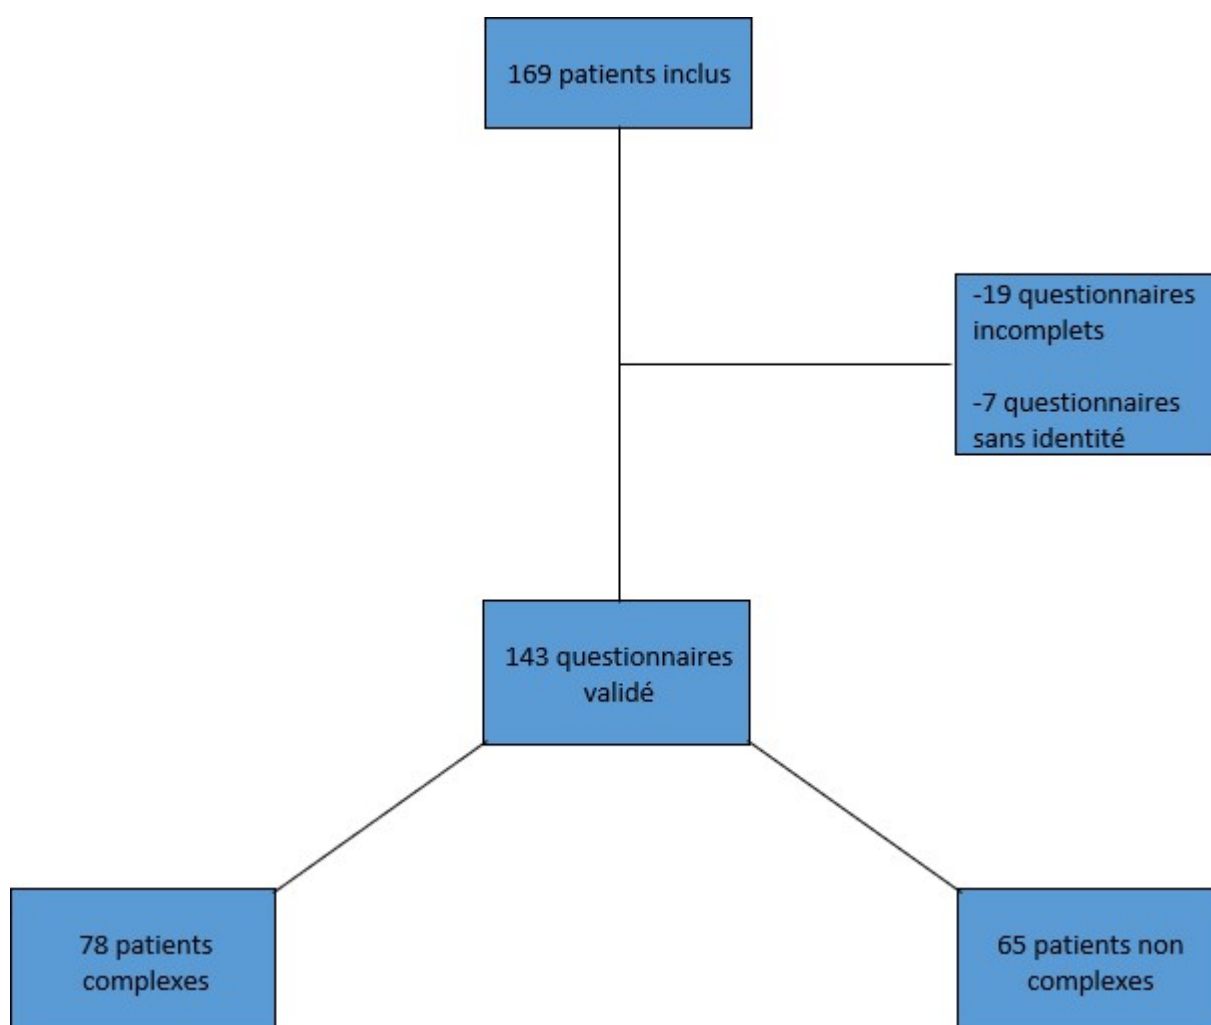 169 patients inclus
-19 questionnaires
incomplets
-7 questionnaires
sans identité
143 questionnaires
validé
78 patients
complexes
65 patients non
complexes